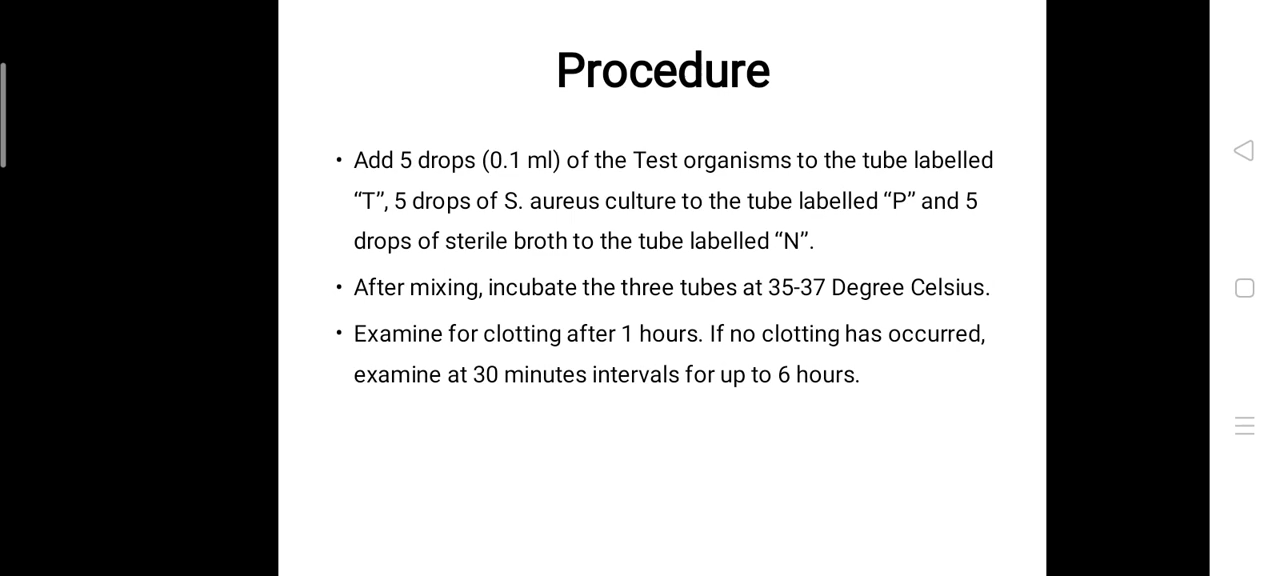 Procedure
• Add 5 drops (0.1 ml) of the Test organisms to the tube labelled
“T”, 5 drops of S. aureus culture to the tube labelled “P” and 5
drops of sterile broth to the tube labelled “N”.
• After mixing, incubate the three tubes at 35-37 Degree Celsius.
• Examine for clotting after 1 hours. If no clotting has occurred,
examine at 30 minutes intervals for up to 6 hours.